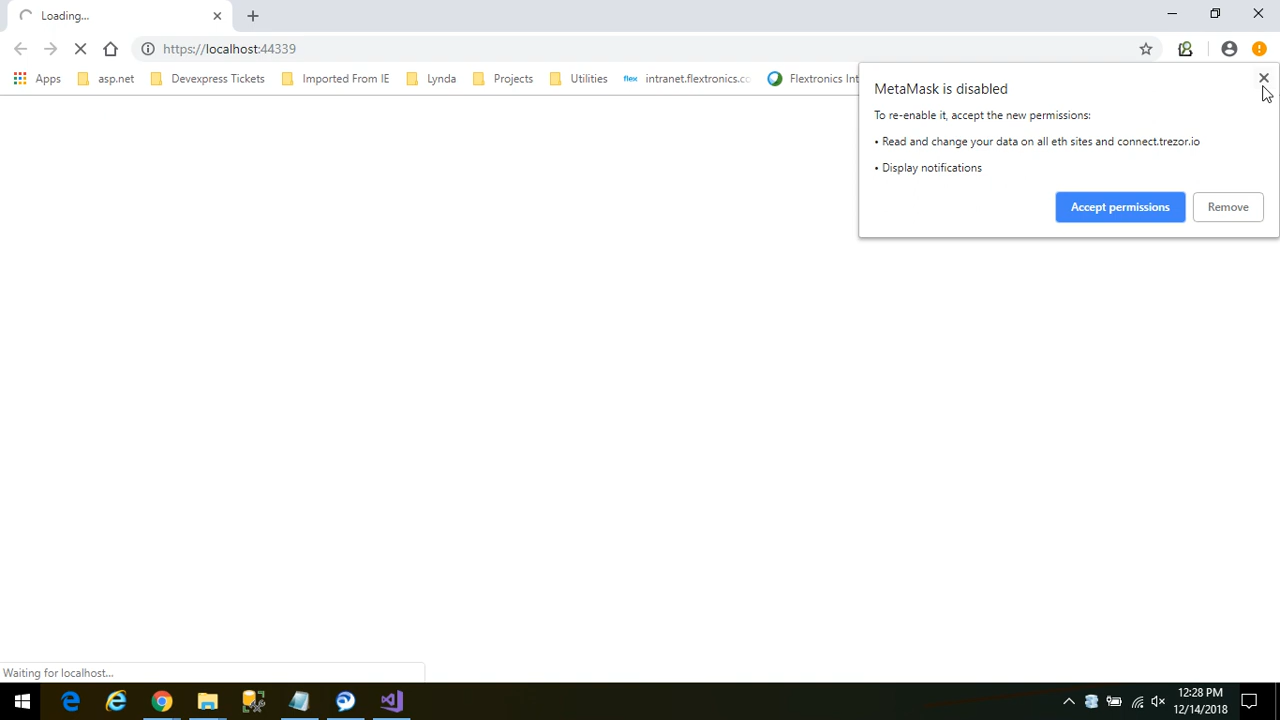 Loading...
https://localhost:44339
Apps
asp.net
Devexpress Tickets
Imported From IE
Lynda
Projects
Utilities
flex
intranet.flextronics.cc
Flextronics Int
MetaMask is disabled
To re-enable it, accept the new permissions:
• Read and change your data on all eth sites and connect.trezor.io
• Display notifications
Accept permissions
Remove
Waiting for localhost...
12:28 PM
12/14/2018